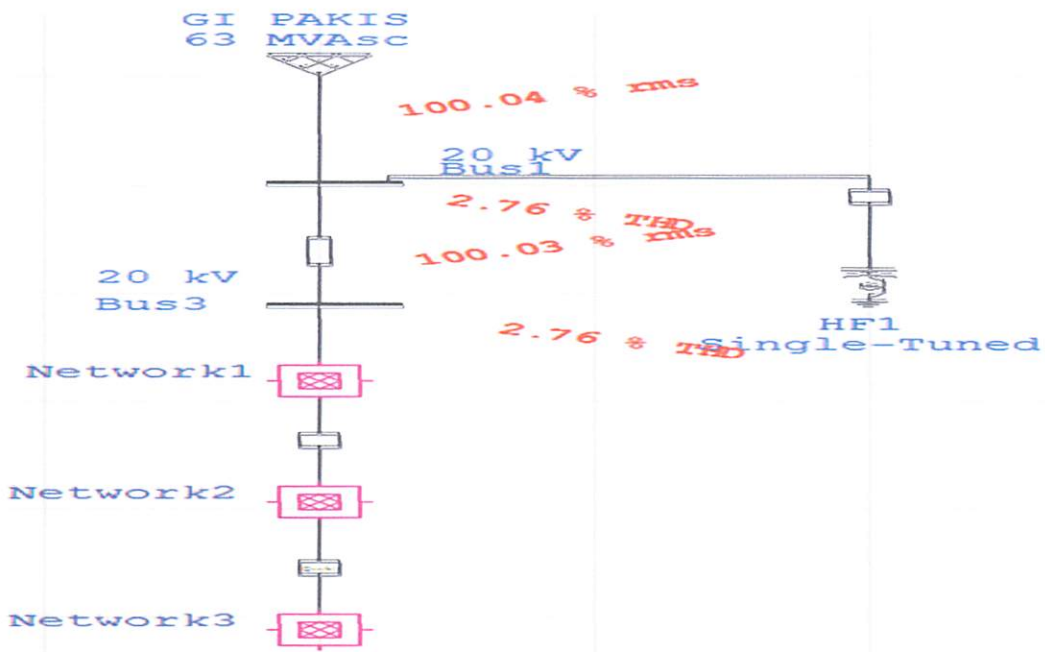 GI PAKIS
63 MVAsc
100.04 % rms
20 kV
Bus1
2.76 % THD
100.03 % rms
20 kV
Bus3
2.76 % THD
HF1
Single-Tuned
Network1
Network2
Network3